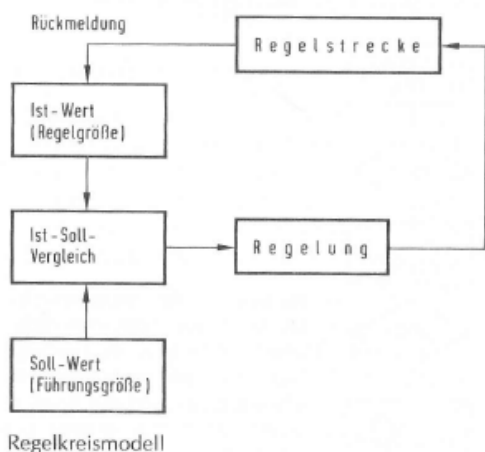 Rückmeldung
Regelstrecke
Ist-Wert
(Regelgröße)
Ist-Soll-
Vergleich
Regelung
Soll-Wert
(Führungsgröße)
Regelkreismodell